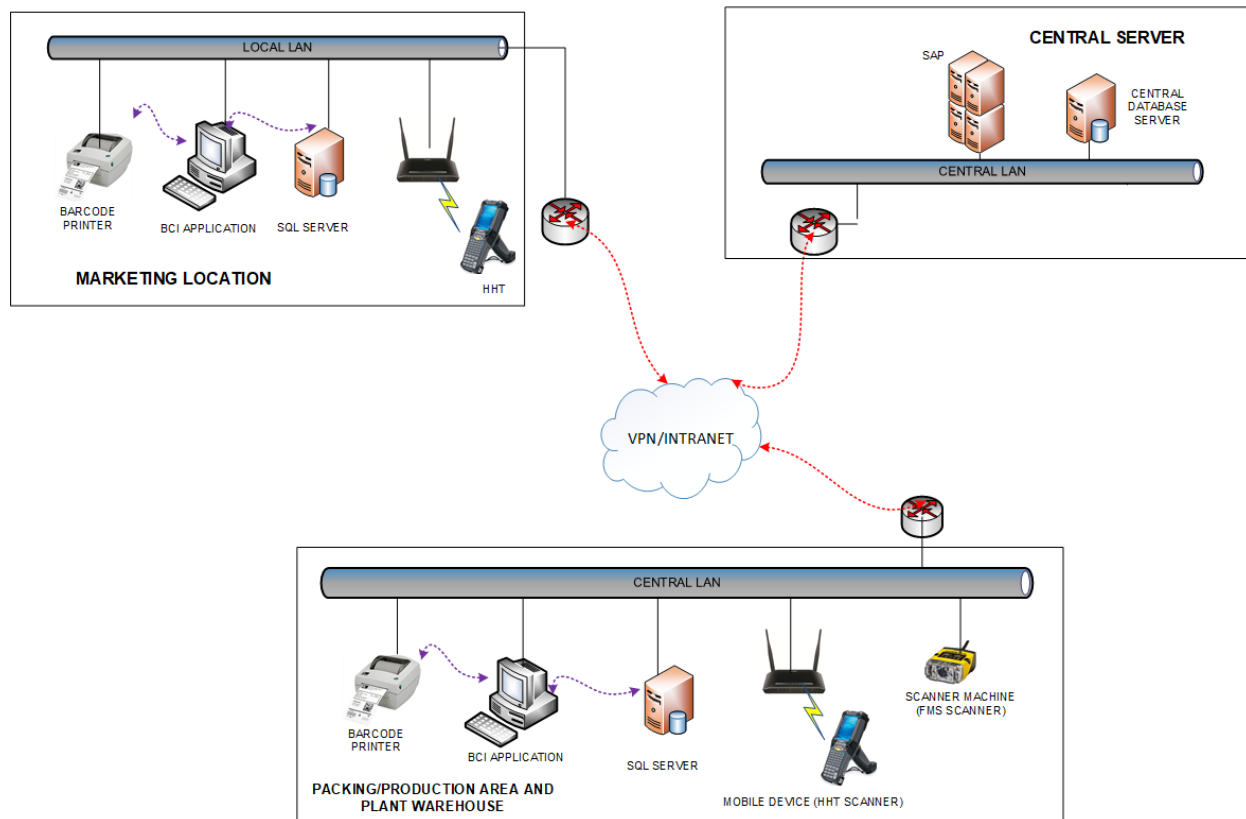 LOCAL LAN
BARCODE
PRINTER
BCI APPLICATION
SQL SERVER
HHT
MARKETING LOCATION
CENTRAL SERVER
SAP
CENTRAL
DATABASE
SERVER
CENTRAL LAN
VPN/INTRANET
CENTRAL LAN
BARCODE
PRINTER
BCI APPLICATION
SQL SERVER
MOBILE DEVICE (HHT SCANNER)
SCANNER MACHINE
(FMS SCANNER)
PACKING/PRODUCTION AREA AND
PLANT WAREHOUSE